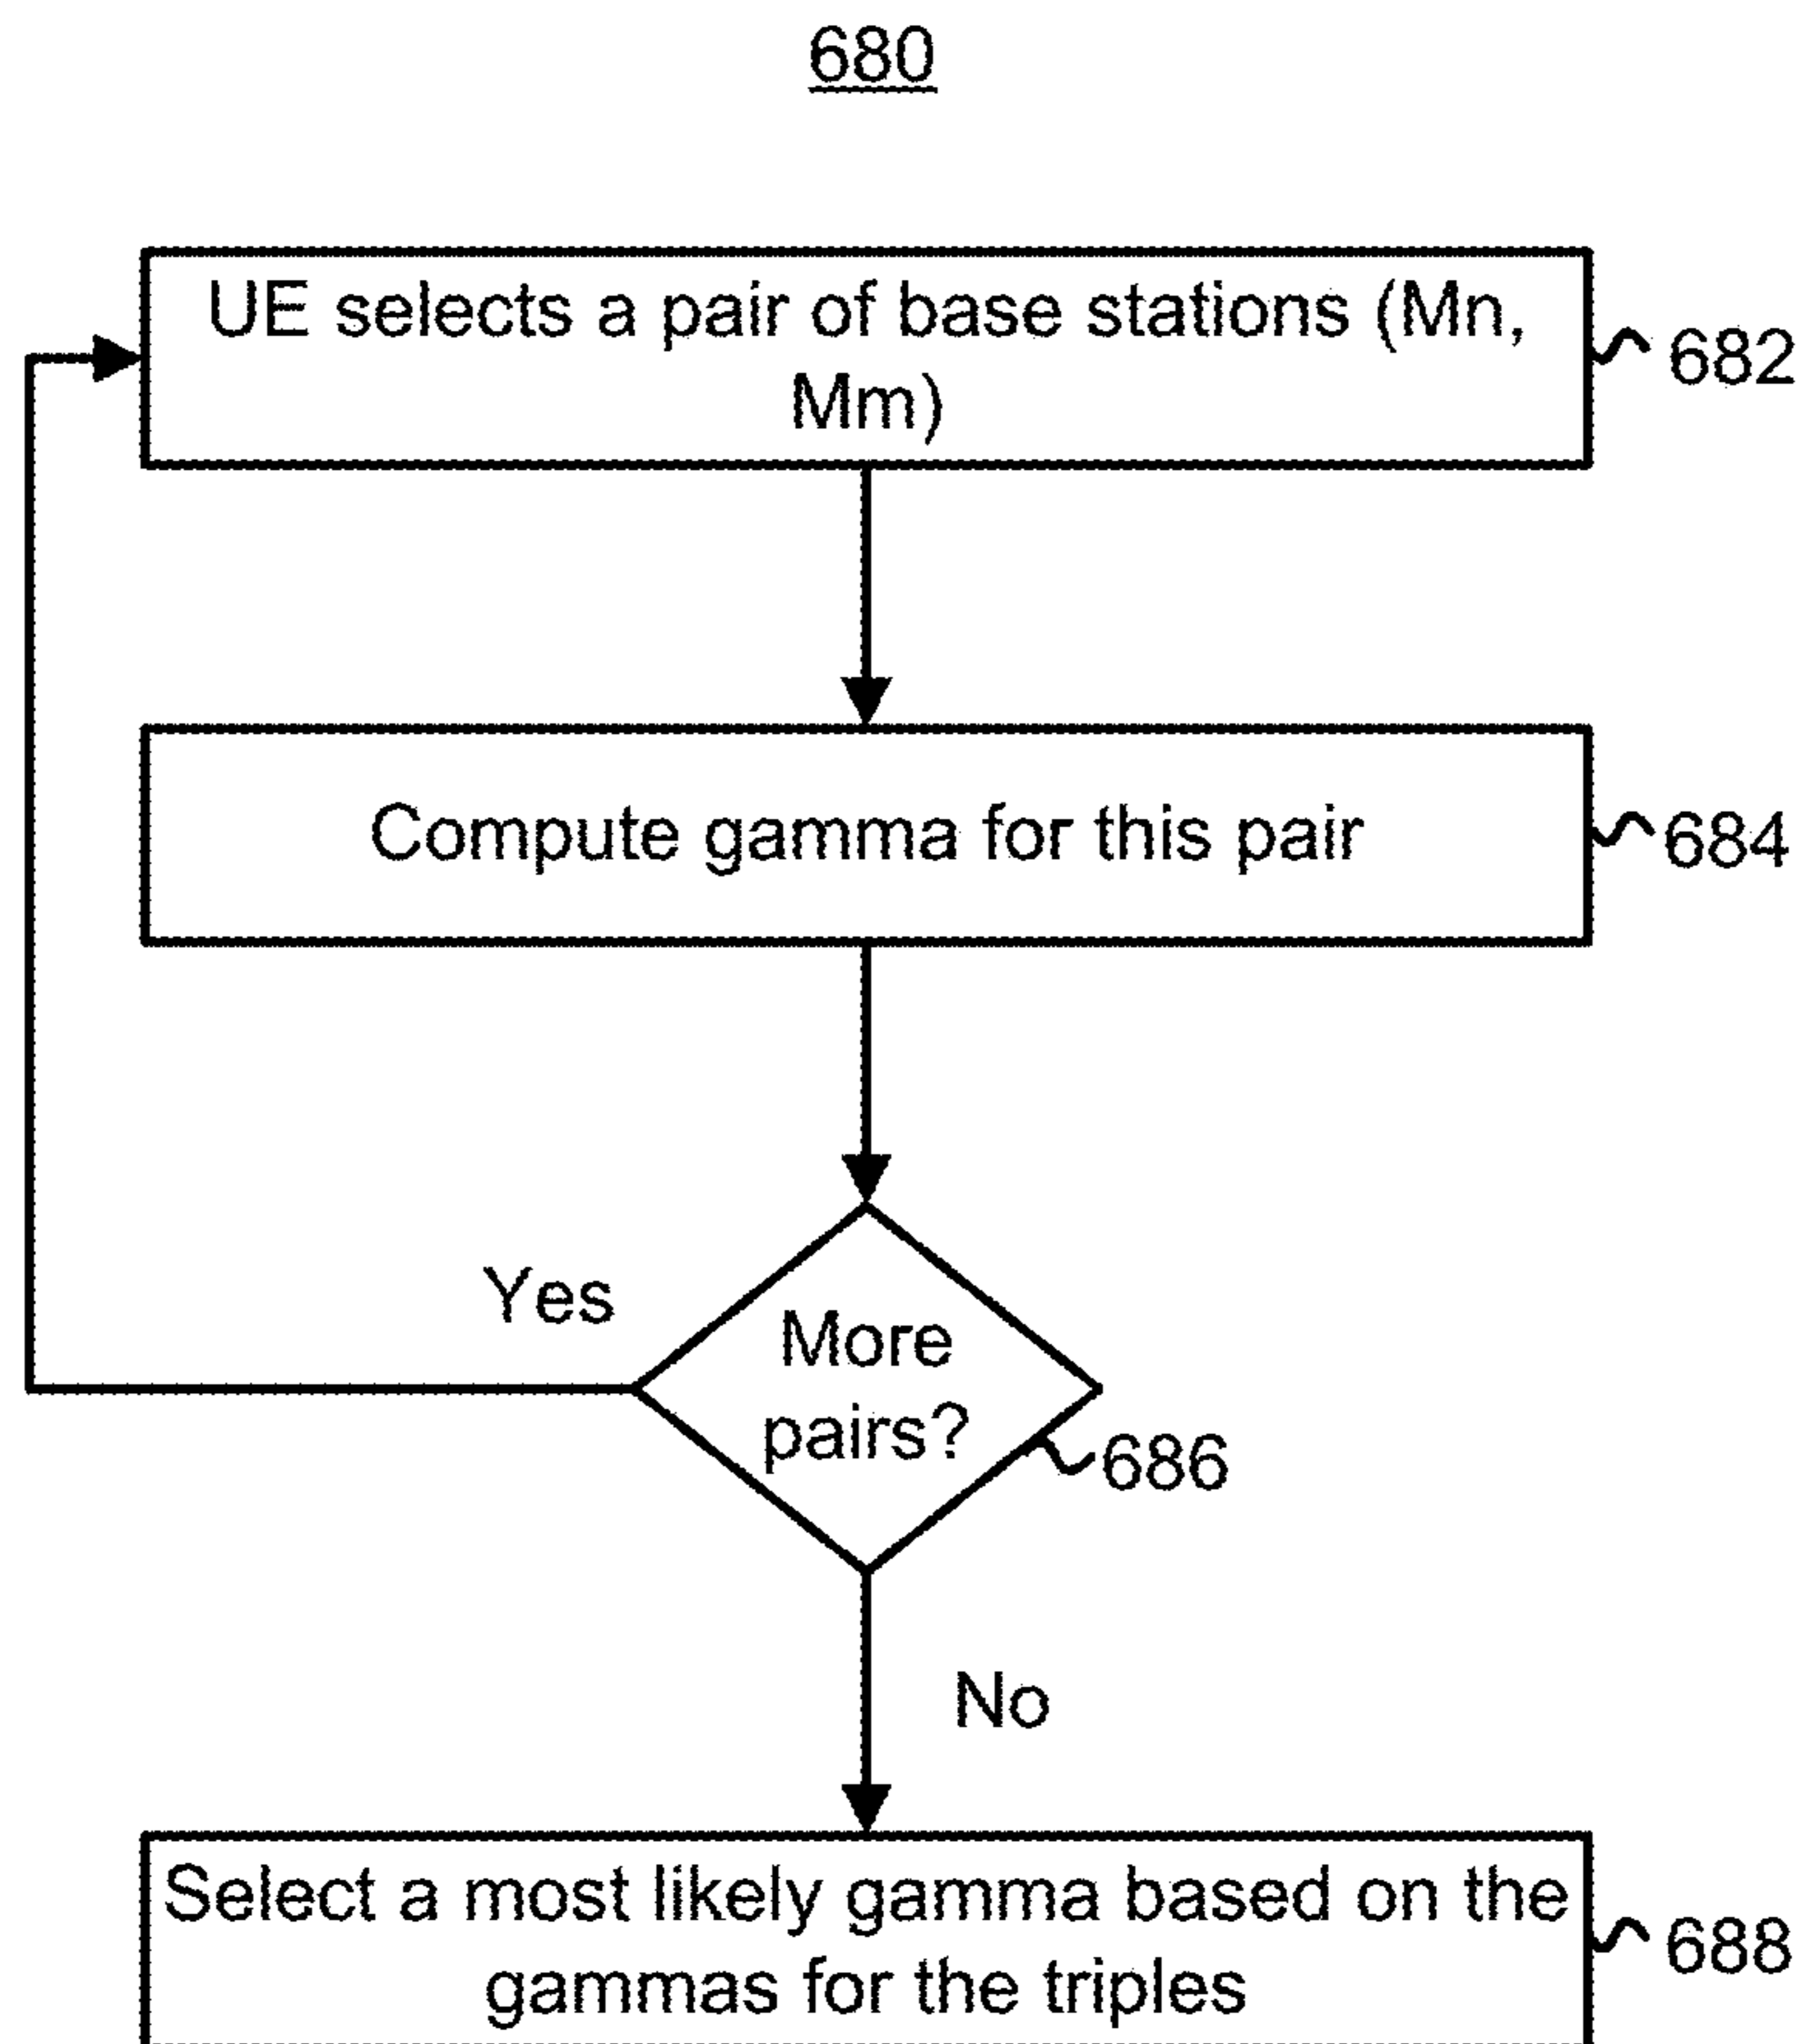 680
UE selects a pair of base stations (Mn,
Mm)
682
Compute gamma for this pair
684
Yes
More
pairs?
686
No
Select a most likely gamma based on the
gammas for the triples
688